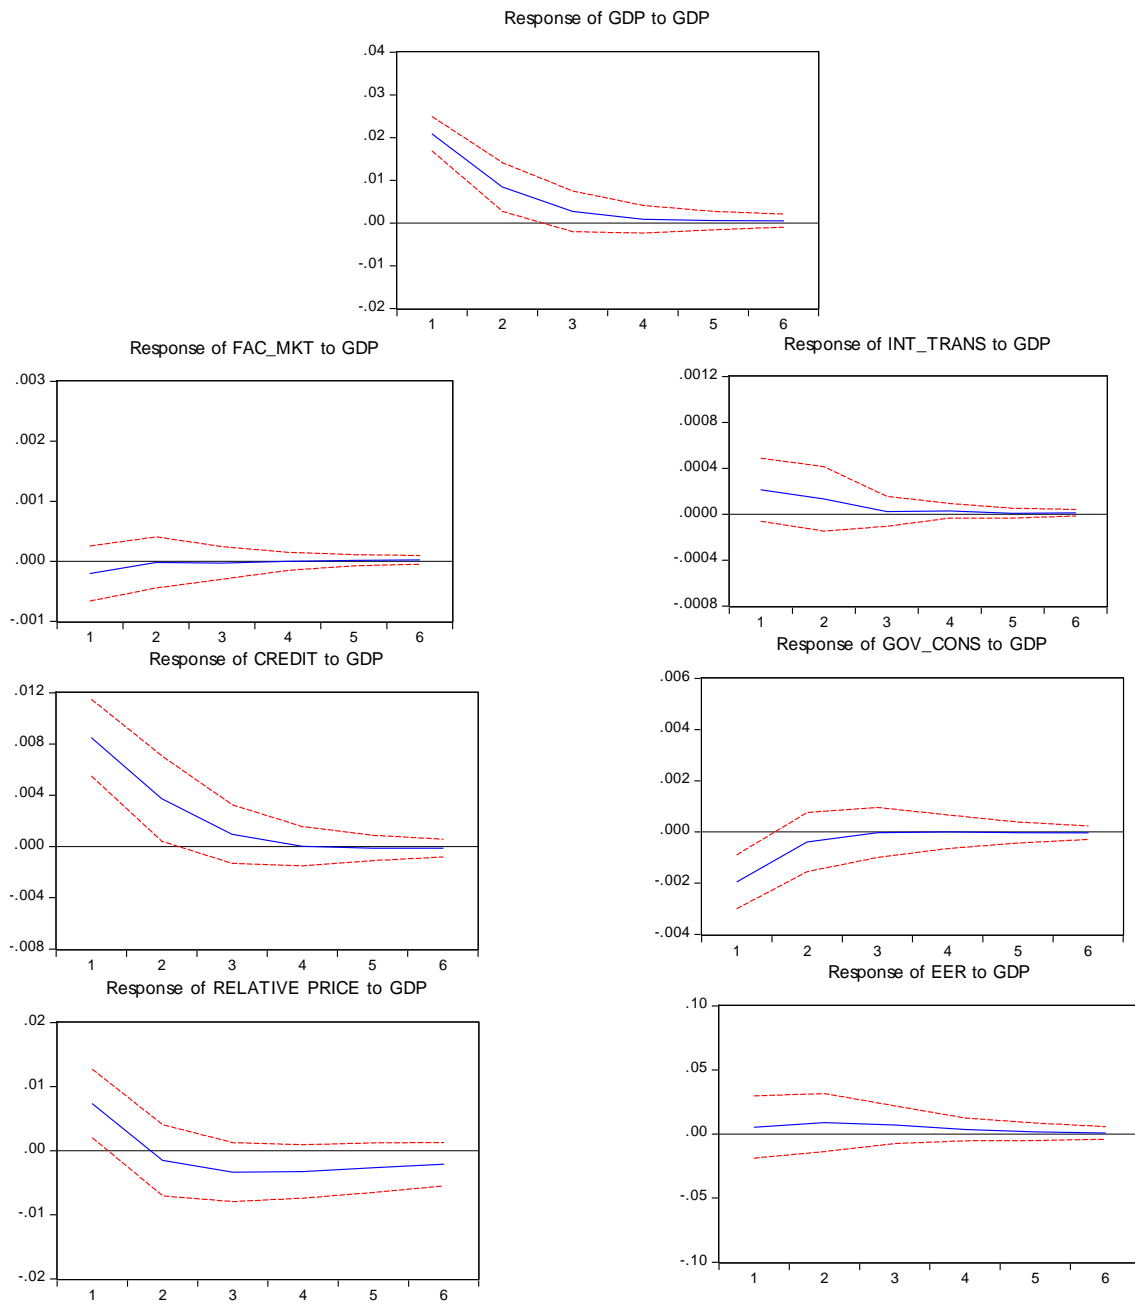 Response of GDP to GDP
.04
.03
.02
.01
.00
-.01
-.02
1 2 3 4 5 6
Response of FAC_MKT to GDP
.003
.002
.001
.000
-.001
1 2 3 4 5 6
Response of INT_TRANS to GDP
.0012
.0008
.0004
.0000
-.0004
-.0008
1 2 3 4 5 6
Response of CREDIT to GDP
.012
.008
.004
.000
-.004
-.008
1 2 3 4 5 6
Response of GOV_CONS to GDP
.006
.004
.002
.000
-.002
-.004
1 2 3 4 5 6
Response of RELATIVE PRICE to GDP
.02
.01
.00
-.01
-.02
1 2 3 4 5 6
Response of EER to GDP
.10
.05
.00
-.05
-.10
1 2 3 4 5 6